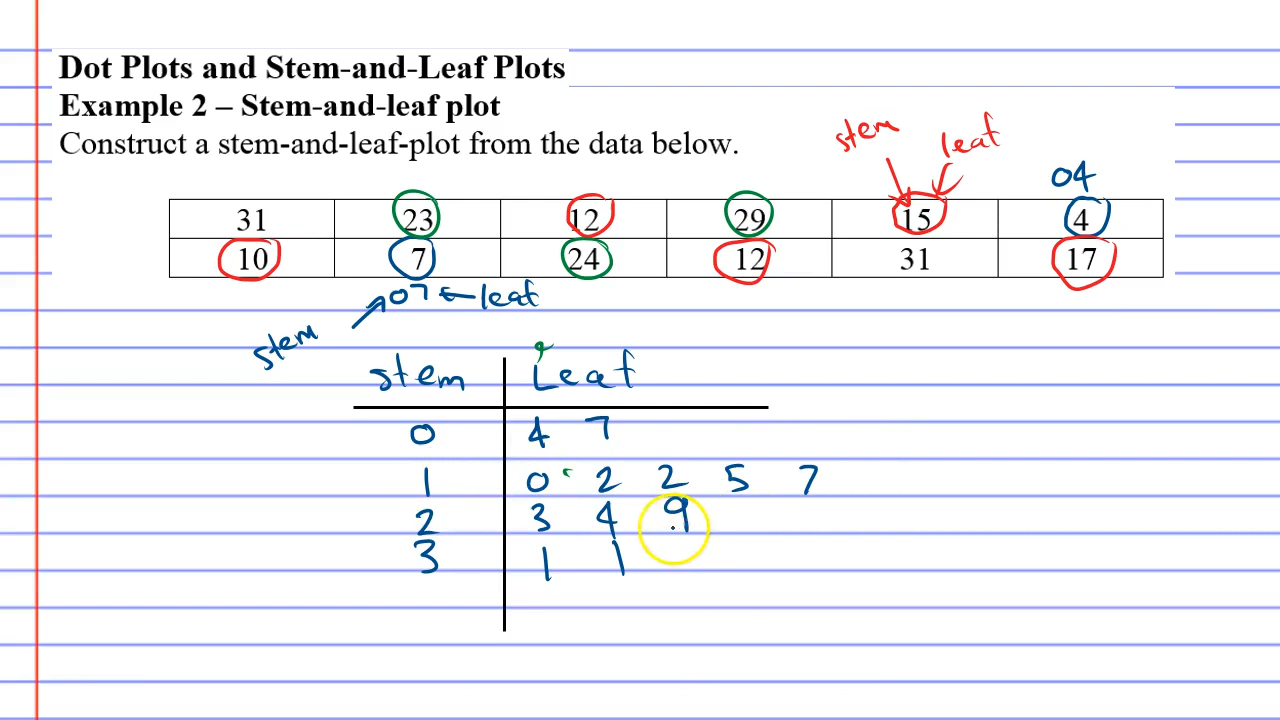 Dot Plots and Stem-and-Leaf Plots
Example 2 – Stem-and-leaf plot
Construct a stem-and-leaf-plot from the data below.
stem leaf
04
31 23 12 29 15 4
10 7 24 12 31 17
07 leaf
stem
stem Leaf
0 4 7
1 0 2 2 5 7
2 3 4 9
3 1 1